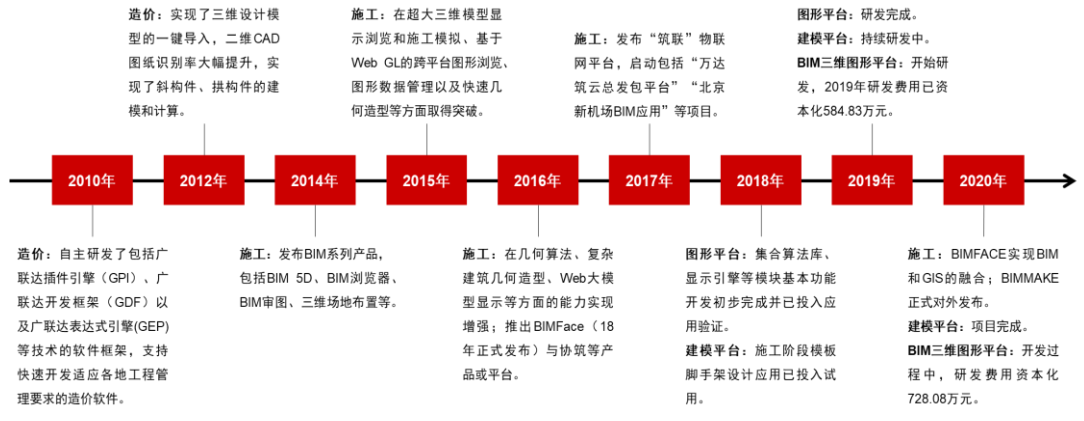 造价：实现了三维设计模
型的一键导入，二维CAD
图纸识别率大幅提升，实
现了斜构件、拱构件的建
模和计算。
施工：在超大三维模型显
示浏览和施工模拟、基于
Web GL的跨平台图形浏览、
图形数据管理以及快速几
何造型等方面取得突破。
施工：发布“筑联”物联
网平台，启动包括“万达
筑云总发包平台”“北京
新机场BIM应用”等项目。
图形平台：研发完成。
建模平台：持续研发中。
BIM三维图形平台：开始研
发，2019年研发费用已资
本化584.83万元。
2010年
2012年
2014年
2015年
2016年
2017年
2018年
2019年
2020年
造价：自主研发了包括广
联达插件引擎（GPI）、广
联达开发框架（GDF）以
及广联达表达式引擎(GEP)
等技术的软件框架，支持
快速开发适应各地工程管
理要求的造价软件。
施工：发布BIM系列产品，
包括BIM 5D、BIM浏览器、
BIM审图、三维场地布置等。
施工：在几何算法、复杂
建筑几何造型、Web大模
型显示等方面的能力实现
增强；推出BIMFace（18
年正式发布）与协筑等产
品或平台。
图形平台：集合算法库、
显示引擎等模块基本功能
开发初步完成并已投入应
用验证。
建模平台：施工阶段模板
脚手架设计应用已投入试
用。
施工：BIMFACE实现BIM
和GIS的融合；BIMMAKE
正式对外发布。
建模平台：项目完成。
BIM三维图形平台：开发过
程中，研发费用资本化
728.08万元。